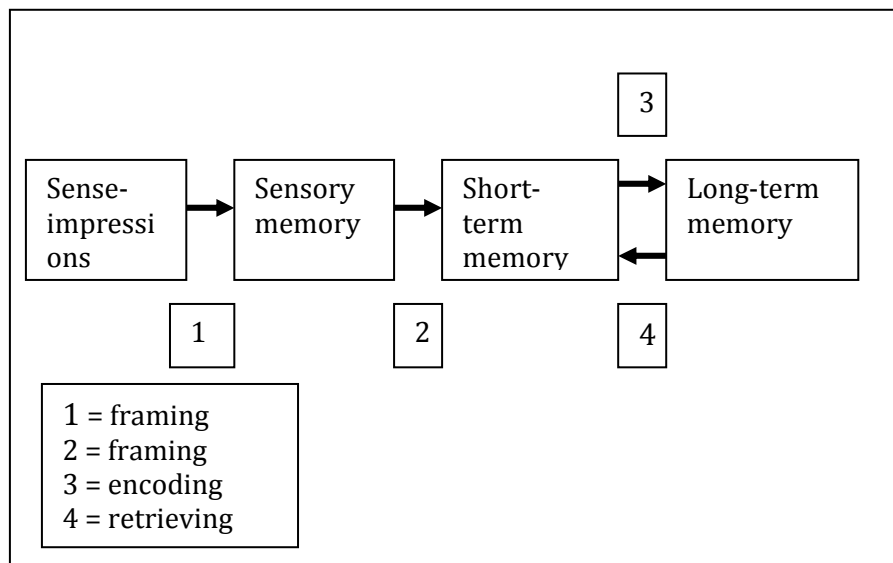 3
Sense-
impressi
ons
Sensory
memory
Short-
term
memory
Long-term
memory
1
2
4
1 = framing
2 = framing
3 = encoding
4 = retrieving